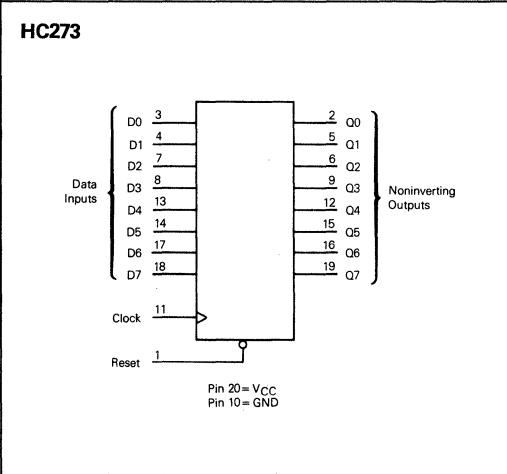 HC273
D0 3 2 Q0
D1 4 5 Q1
D2 7 6 Q2
Data Inputs
D3 8 9 Q3
Noninverting Outputs
D4 13 12 Q4
D5 14 15 Q5
D6 17 16 Q6
D7 18 19 Q7
Clock 11
Reset 1
Pin 20 = VCC
Pin 10 = GND